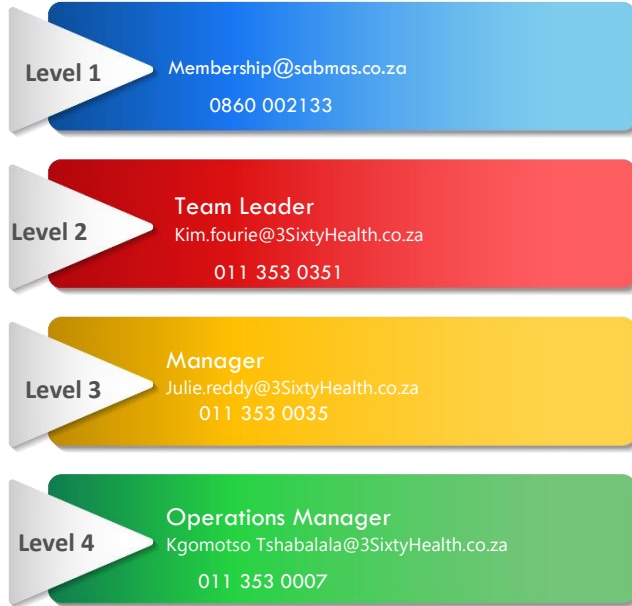 Level 1
Membership@sabmas.co.za
0860 002133
Level 2
Team Leader
Kim.fourie@3SixtyHealth.co.za
011 353 0351
Level 3
Manager
Julie.reddy@3SixtyHealth.co.za
011 353 0035
Level 4
Operations Manager
Kgomotso Tshabalala@3SixtyHealth.co.za
011 353 0007